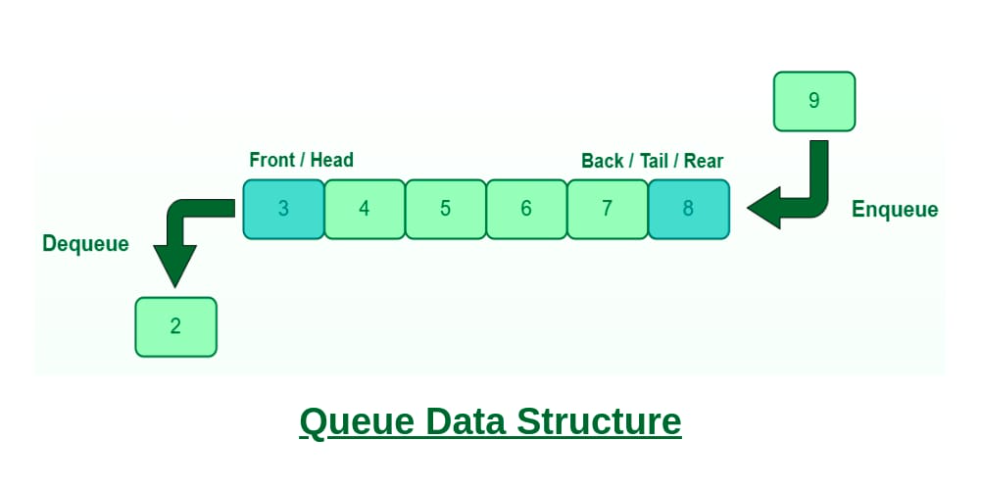 9
Front / Head
Back / Tail / Rear
3 4 5 6 7 8
Enqueue
Dequeue
2
Queue Data Structure